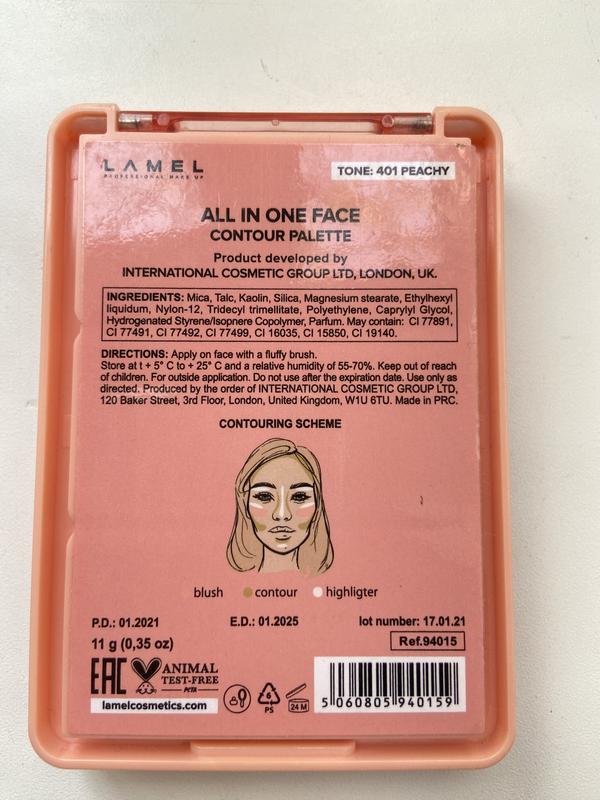 LAMEL
PROFESSIONAL MAKE UP
TONE: 401 PEACHY
ALL IN ONE FACE
CONTOUR PALETTE
Product developed by
INTERNATIONAL COSMETIC GROUP LTD, LONDON, UK.
INGREDIENTS: Mica, Talc, Kaolin, Silica, Magnesium stearate, Ethylhexyl
liquidum, Nylon-12, Tridecyl trimellitate, Polyethylene, Caprylyl Glycol,
Hydrogenated Styrene/Isopnere Copolymer, Parfum. May contain: CI 77891,
CI 77491, CI 77492, CI 77499, CI 16035, CI 15850, CI 19140.
DIRECTIONS: Apply on face with a fluffy brush.
Store at t + 5° C to + 25° C and a relative humidity of 55-70%. Keep out of reach
of children. For outside application. Do not use after the expiration date. Use only as
directed. Produced by the order of INTERNATIONAL COSMETIC GROUP LTD,
120 Baker Street, 3rd Floor, London, United Kingdom, W1U 6TU. Made in PRC.
CONTOURING SCHEME
blush contour highligter
P.D.: 01.2021 E.D.: 01.2025 lot number: 17.01.21
11 g (0,35 oz) Ref.94015
EAC ANIMAL
TEST-FREE
PETA
lamelcosmetics.com
6
PS
24 M
5 060805 940159